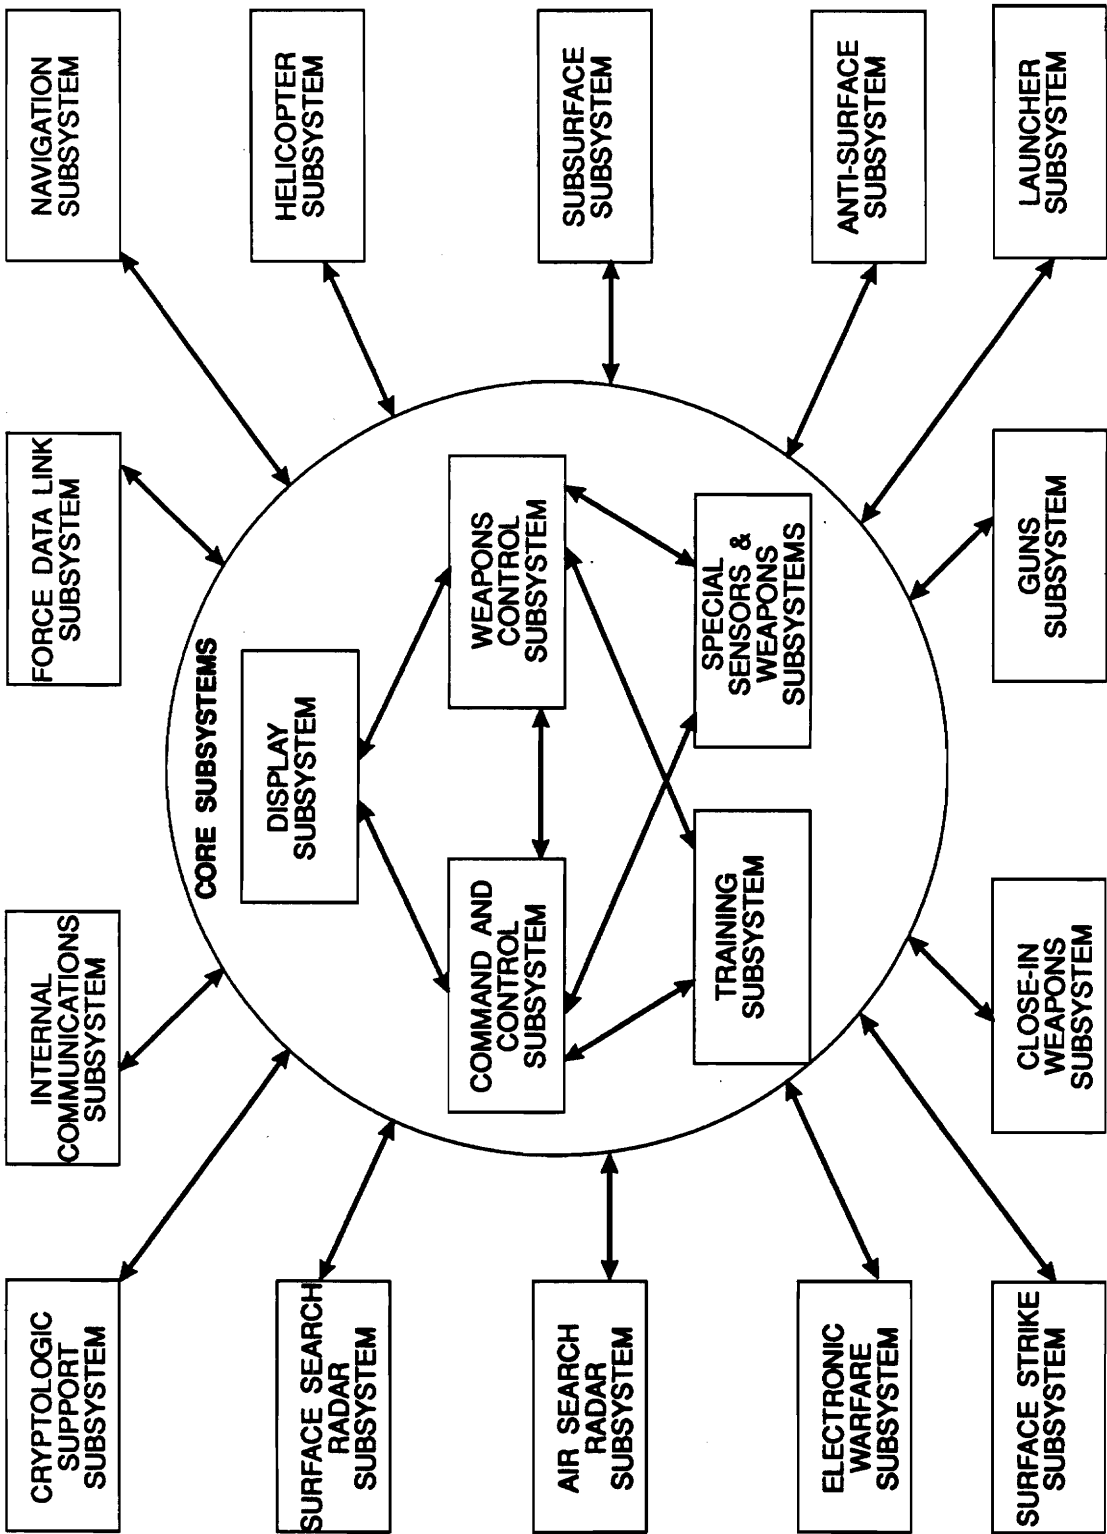 CRYPTOLOGIC
SUPPORT
SUBSYSTEM
INTERNAL
COMMUNICATIONS
SUBSYSTEM
FORCE DATA LINK
SUBSYSTEM
NAVIGATION
SUBSYSTEM
SURFACE SEARCH
RADAR
SUBSYSTEM
HELICOPTER
SUBSYSTEM
AIR SEARCH
RADAR
SUBSYSTEM
SUBSURFACE
SUBSYSTEM
ELECTRONIC
WARFARE
SUBSYSTEM
ANTI-SURFACE
SUBSYSTEM
SURFACE STRIKE
SUBSYSTEM
CLOSE-IN
WEAPONS
SUBSYSTEM
GUNS
SUBSYSTEM
LAUNCHER
SUBSYSTEM
CORE SUBSYSTEMS
DISPLAY
SUBSYSTEM
COMMAND AND
CONTROL
SUBSYSTEM
WEAPONS
CONTROL
SUBSYSTEM
TRAINING
SUBSYSTEM
SPECIAL
SENSORS &
WEAPONS
SUBSYSTEMS